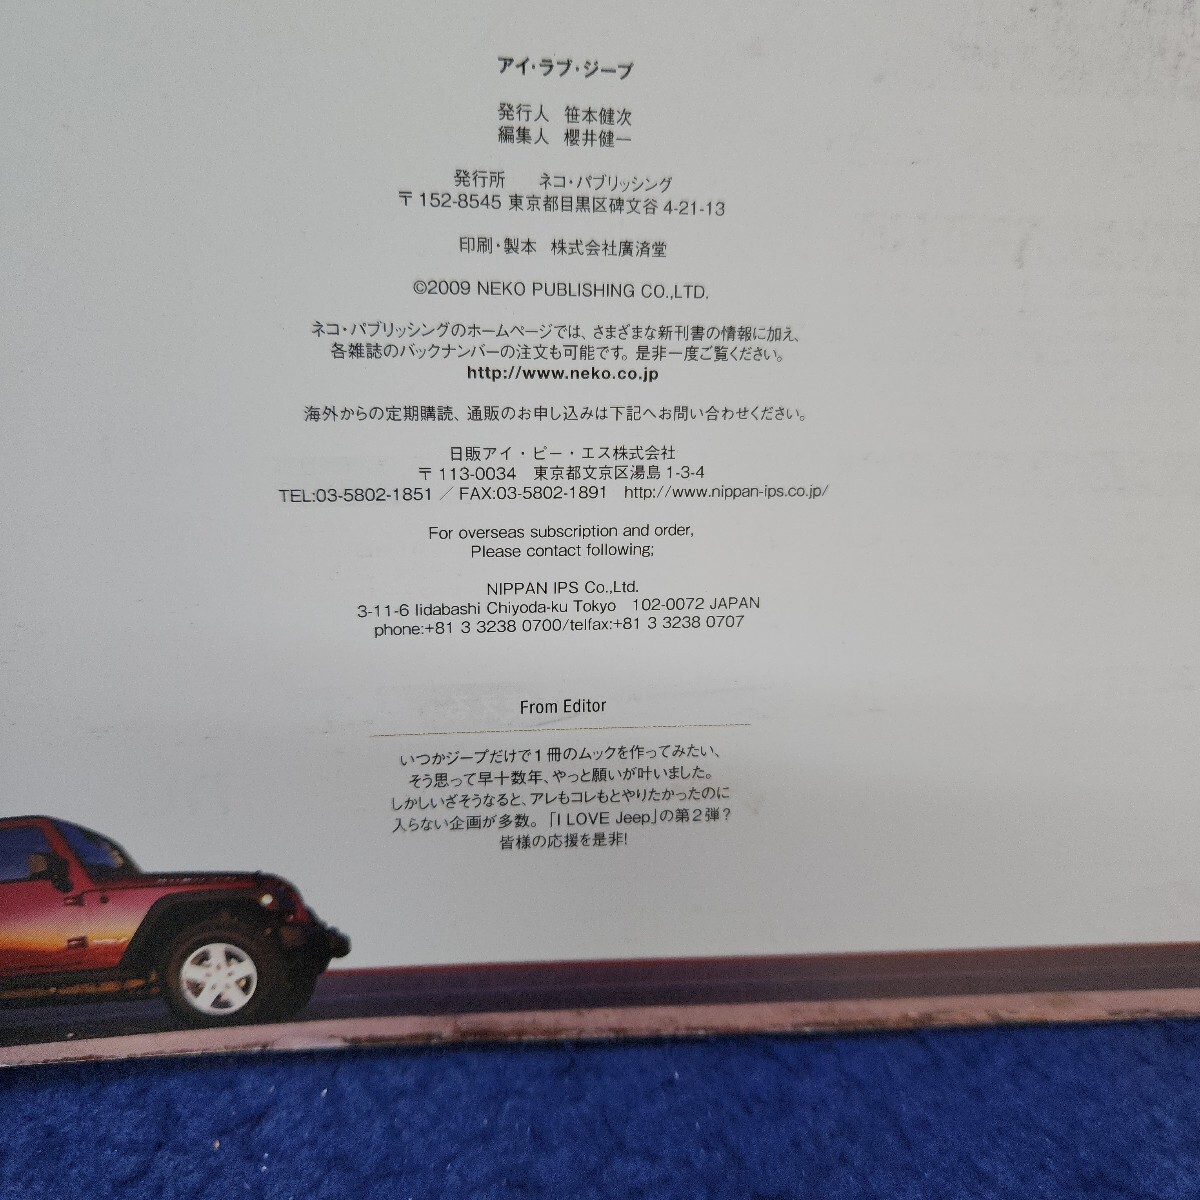 アイ・ラブ・ジープ
発行人　笹本健次
編集人　櫻井健一
発行所　ネコ・パブリッシング
〒152-8545 東京都目黒区碑文谷4-21-13
印刷・製本　株式会社廣済堂
©2009 NEKO PUBLISHING CO.,LTD.
ネコ・パブリッシングのホームページでは、さまざまな新刊書の情報に加え、
各雑誌のバックナンバーの注文も可能です。是非一度ご覧ください。
http://www.neko.co.jp
海外からの定期購読、通販のお申し込みは下記へお問い合わせください。
日販アイ・ピー・エス株式会社
〒113-0034　東京都文京区湯島1-3-4
TEL:03-5802-1851／FAX:03-5802-1891　http://www.nippan-ips.co.jp/
For overseas subscription and order,
Please contact following;
NIPPAN IPS Co.,Ltd.
3-11-6 Iidabashi Chiyoda-ku Tokyo　102-0072 JAPAN
phone:+81 3 3238 0700/telfax:+81 3 3238 0707
From Editor
いつかジープだけで1冊のムックを作ってみたい、
そう思って早十数年、やっと願いが叶いました。
しかしいざそうなると、アレもコレもとやりたかったのに
入らない企画が多数。「I LOVE Jeep」の第2弾？
皆様の応援を是非!